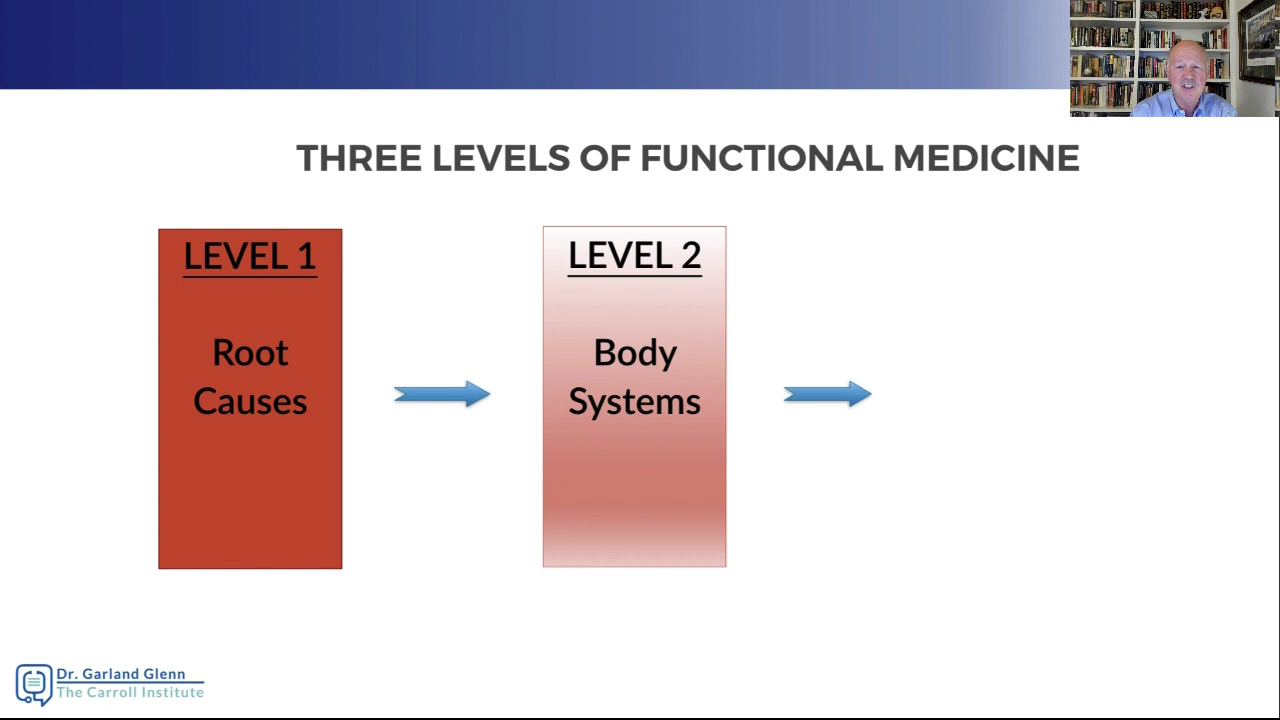 THREE LEVELS OF FUNCTIONAL MEDICINE
LEVEL 1
Root
Causes
LEVEL 2
Body
Systems
Dr. Garland Glenn
The Carroll Institute